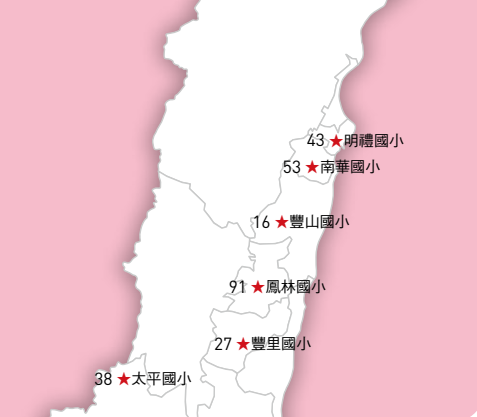 43 ★明禮國小
53 ★南華國小
16 ★豐山國小
91 ★鳳林國小
27 ★豐里國小
38 ★太平國小